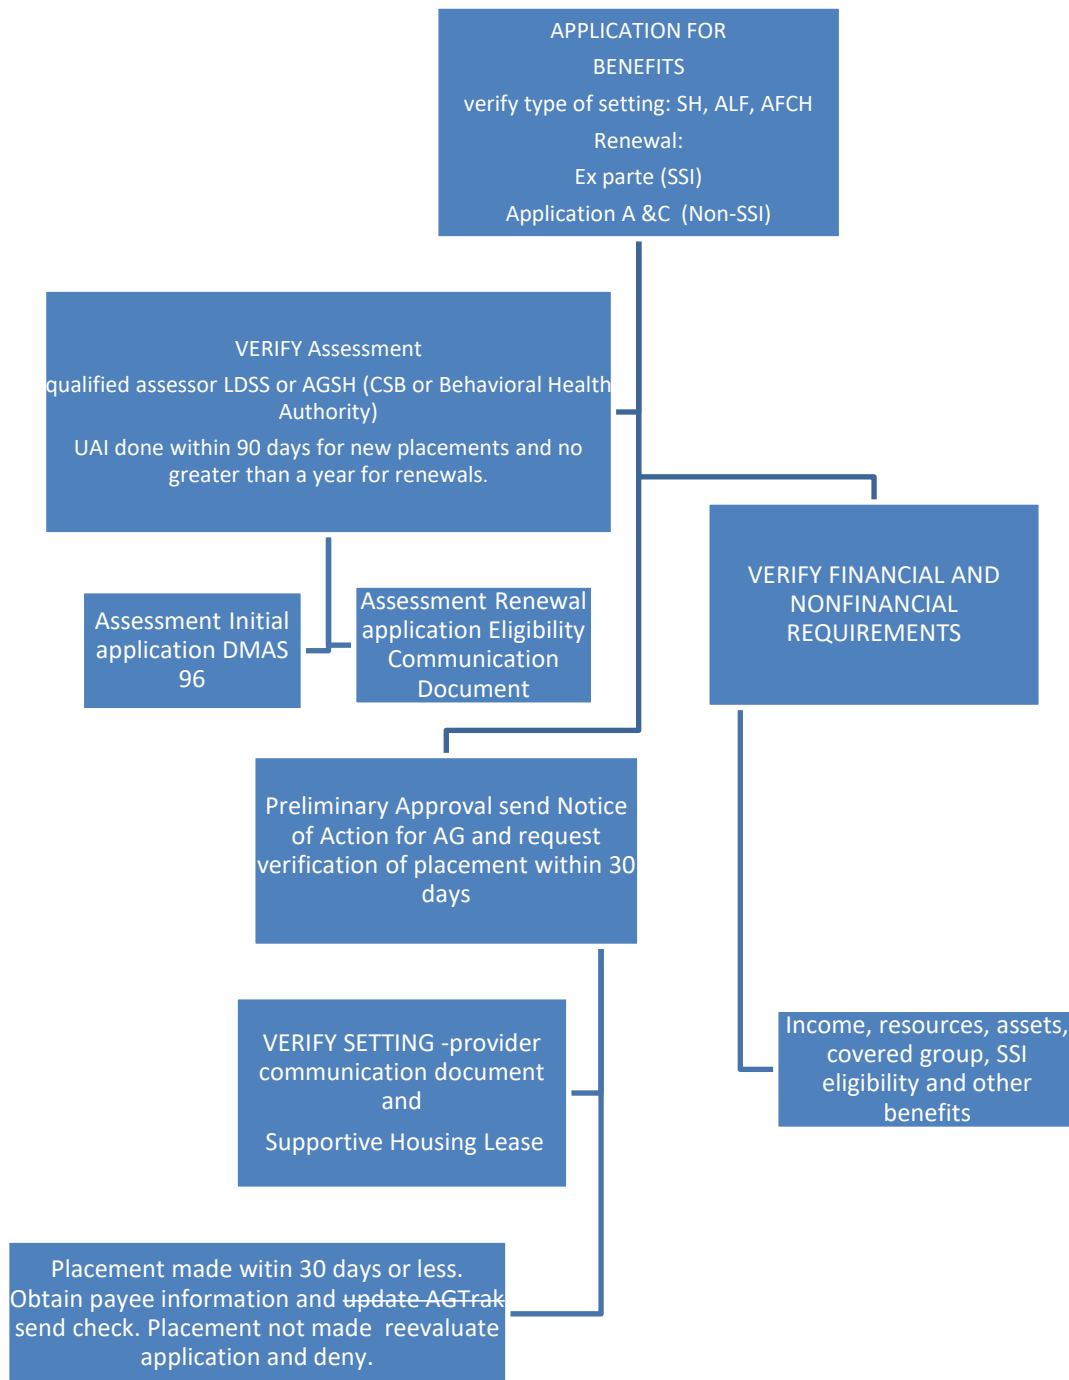 APPLICATION FOR
BENEFITS
verify type of setting: SH, ALF, AFCH
Renewal:
Ex parte (SSI)
Application A &C  (Non-SSI)
VERIFY Assessment
qualified assessor LDSS or AGSH (CSB or Behavioral Health
Authority)
UAI done within 90 days for new placements and no
greater than a year for renewals.
Assessment Initial
application DMAS
96
Assessment Renewal
application Eligibility
Communication
Document
VERIFY FINANCIAL AND
NONFINANCIAL
REQUIREMENTS
Preliminary Approval send Notice
of Action for AG and request
verification of placement within 30
days
VERIFY SETTING -provider
communication document
and
Supportive Housing Lease
Income, resources, assets,
covered group, SSI
eligibility and other
benefits
Placement made witin 30 days or less.
Obtain payee information and update AGTrak
send check. Placement not made  reevaluate
application and deny.